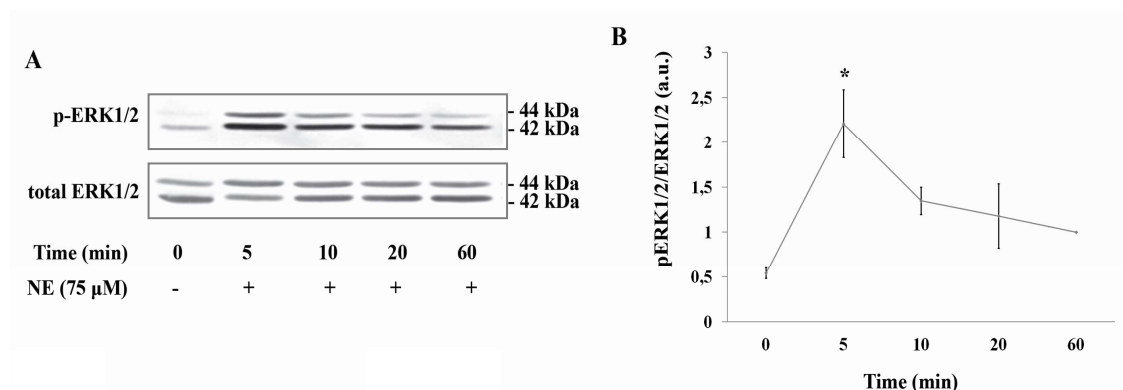 A
p-ERK1/2
- 44 kDa
- 42 kDa
total ERK1/2
- 44 kDa
- 42 kDa
Time (min) 0 5 10 20 60
NE (75 µM) - + + + +
B
pERK1/2/ERK1/2 (a.u.)
3
2,5
2
1,5
1
0,5
0
*
0 5 10 20 60
Time (min)